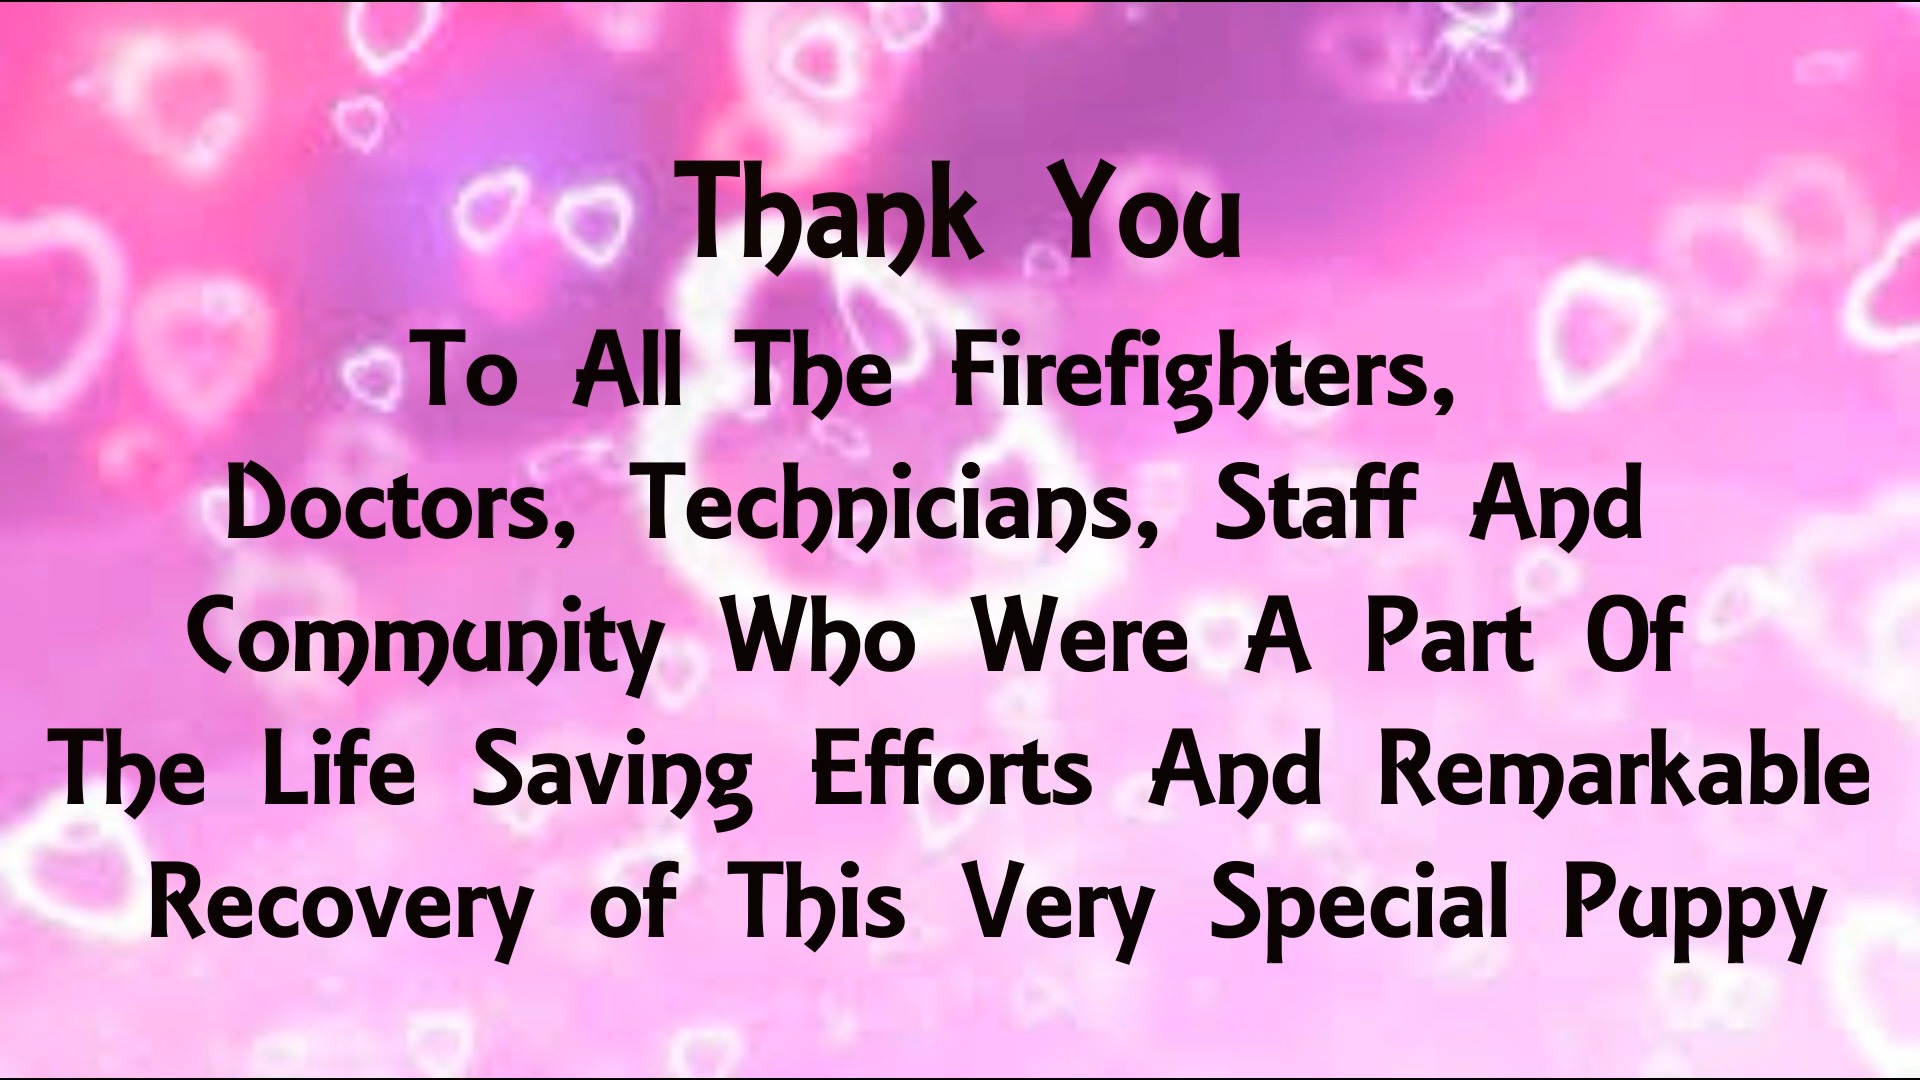 Thank You
To All The Firefighters,
Doctors, Technicians, Staff And
Community Who Were A Part Of
The Life Saving Efforts And Remarkable
Recovery of This Very Special Puppy